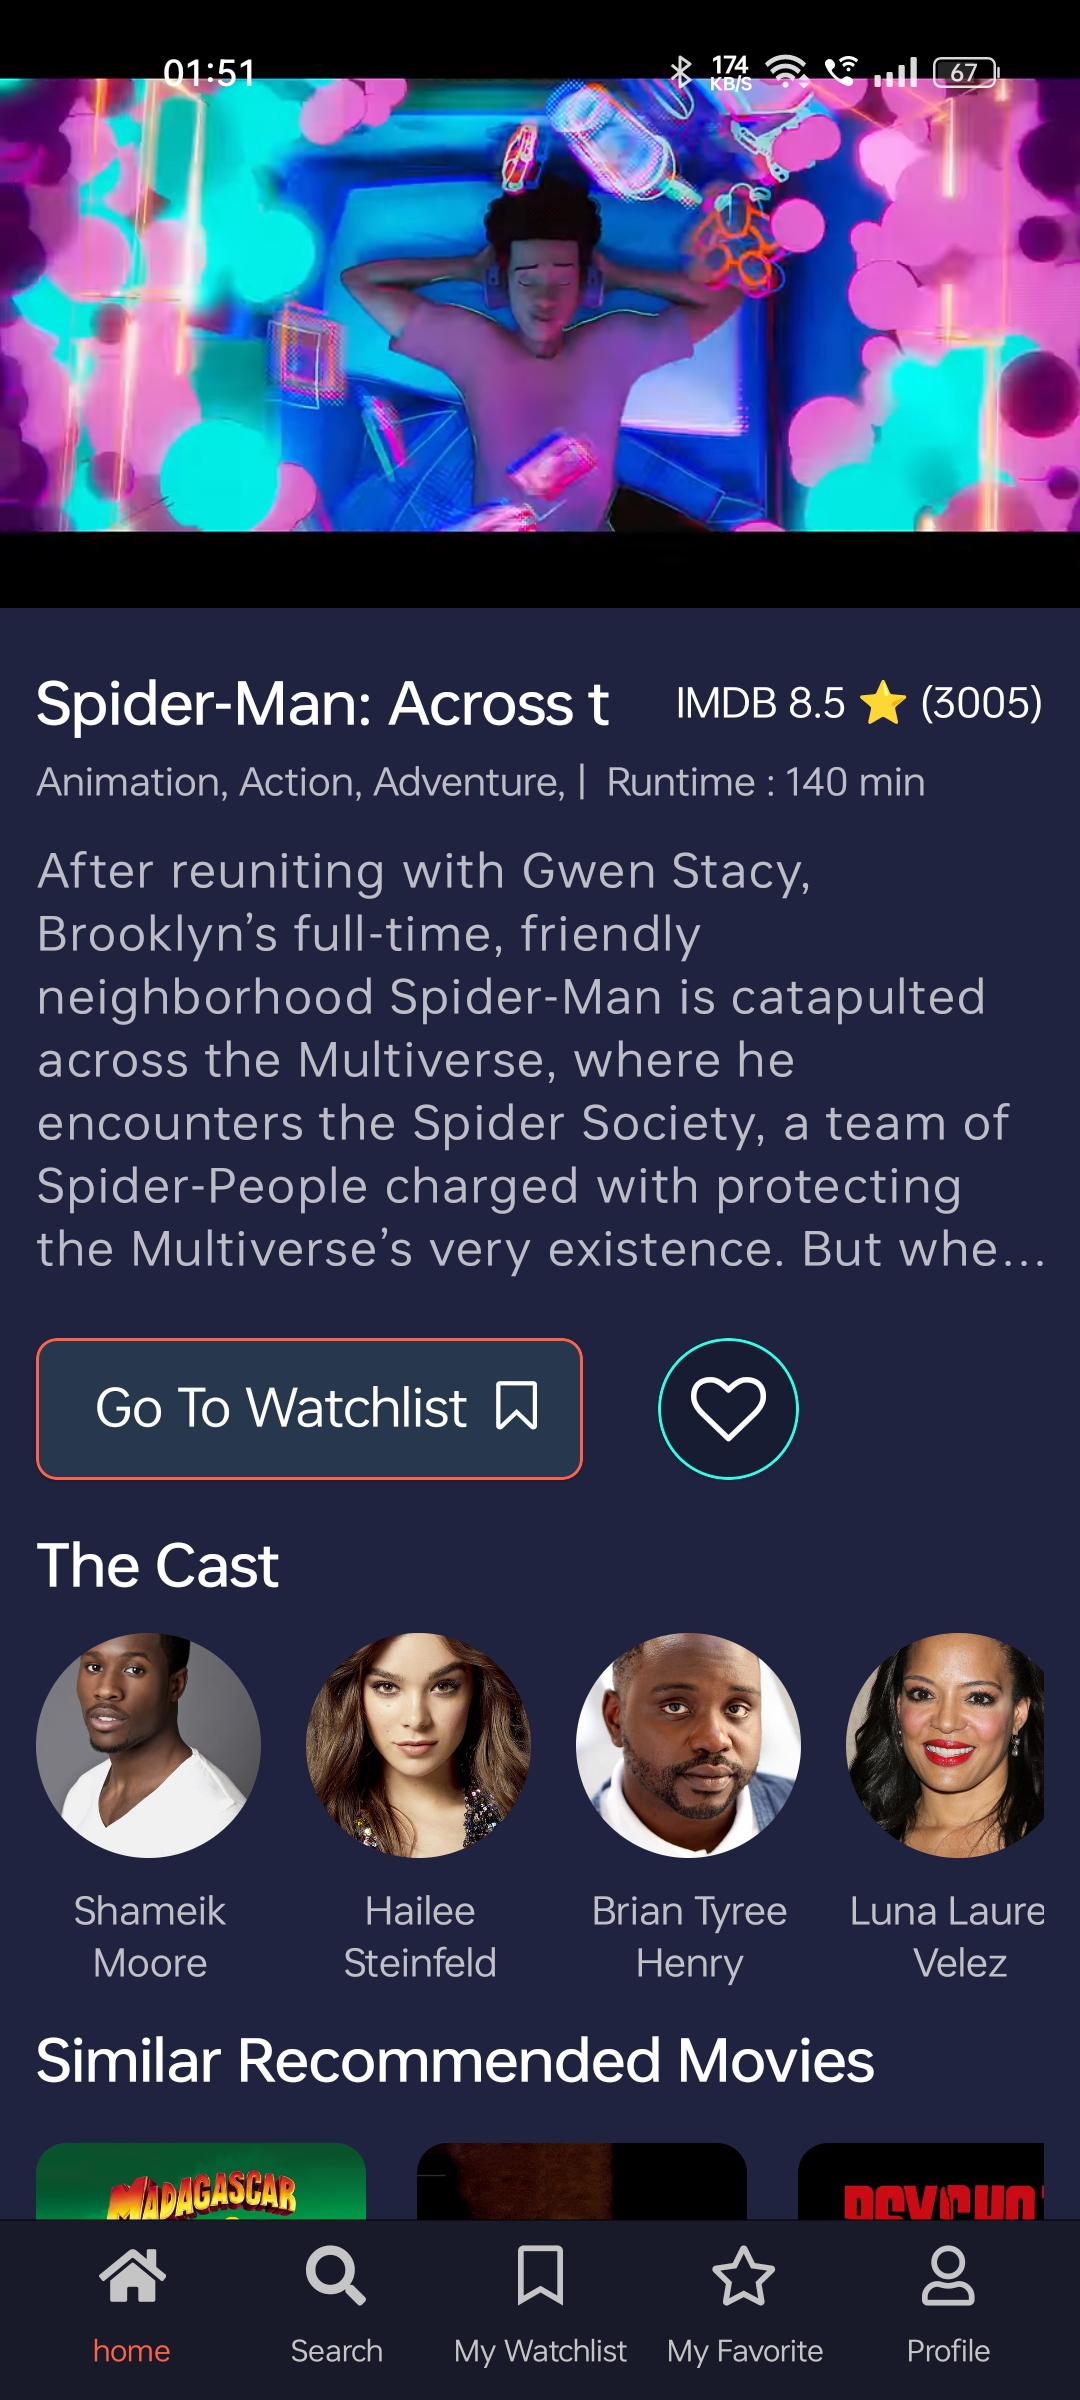 01:51
174
KB/S
67
Spider-Man: Across t
IMDB 8.5 ⭐ (3005)
Animation, Action, Adventure, | Runtime : 140 min
After reuniting with Gwen Stacy,
Brooklyn’s full-time, friendly
neighborhood Spider-Man is catapulted
across the Multiverse, where he
encounters the Spider Society, a team of
Spider-People charged with protecting
the Multiverse’s very existence. But whe...
Go To Watchlist
The Cast
Shameik
Moore
Hailee
Steinfeld
Brian Tyree
Henry
Luna Laure
Velez
Similar Recommended Movies
MADAGASCAR
PSYCHO
home
Search
My Watchlist
My Favorite
Profile